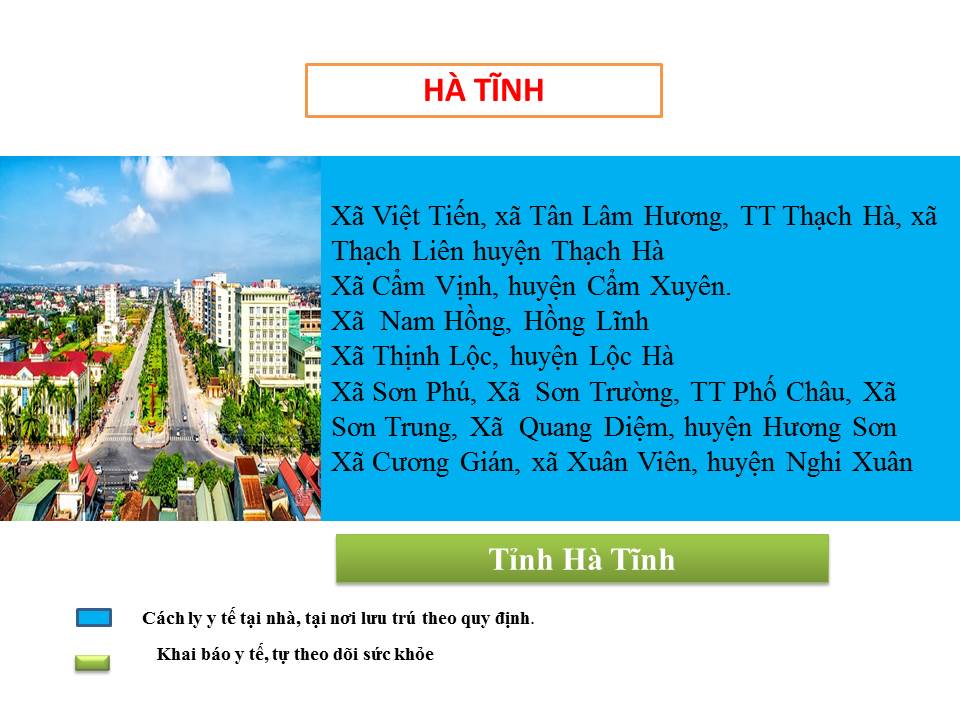 HÀ TĨNH
Xã Việt Tiến, xã Tân Lâm Hương, TT Thạch Hà, xã
Thạch Liên huyện Thạch Hà
Xã Cẩm Vịnh, huyện Cẩm Xuyên.
Xã Nam Hồng, Hồng Lĩnh
Xã Thịnh Lộc, huyện Lộc Hà
Xã Sơn Phú, Xã Sơn Trường, TT Phố Châu, Xã
Sơn Trung, Xã Quang Diệm, huyện Hương Sơn
Xã Cương Gián, xã Xuân Viên, huyện Nghi Xuân
Tỉnh Hà Tĩnh
Cách ly y tế tại nhà, tại nơi lưu trú theo quy định.
Khai báo y tế, tự theo dõi sức khỏe